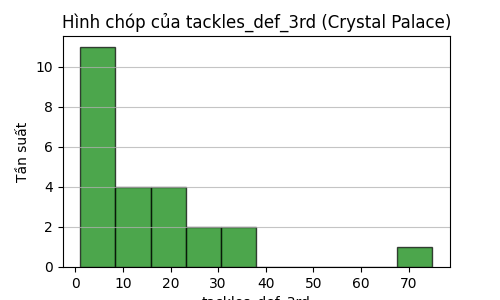 Hình chóp của tackles_def_3rd (Crystal Palace)
Tần suất
10
8
6
4
2
0
0 10 20 30 40 50 60 70
tackles_def_3rd